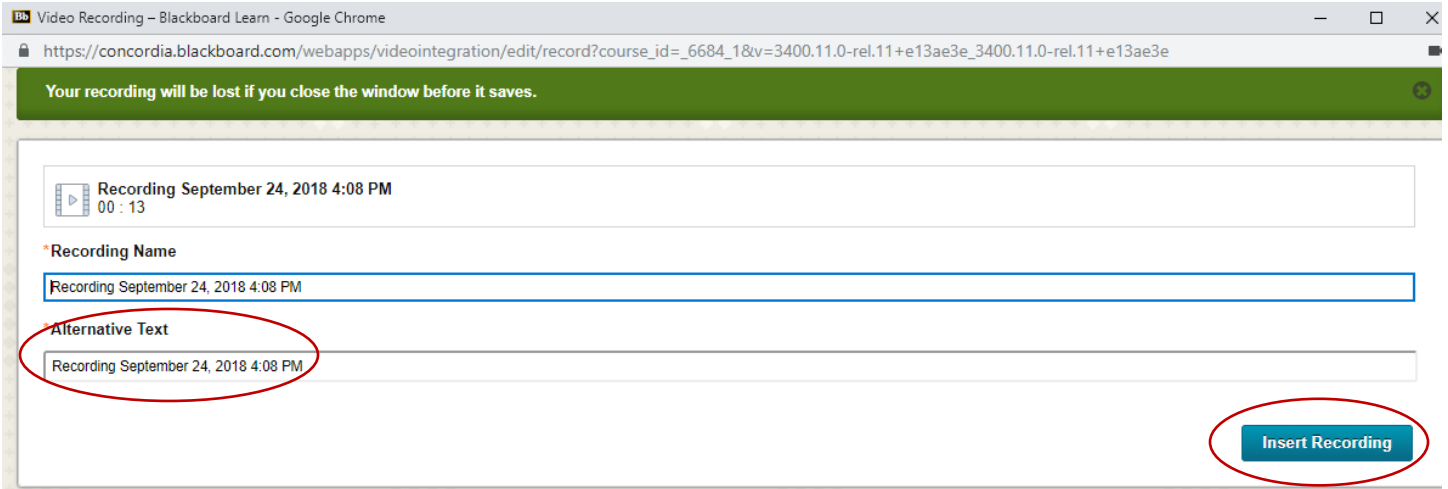 Bb Video Recording – Blackboard Learn - Google Chrome
https://concordia.blackboard.com/webapps/videointegration/edit/record?course_id=_6684_1&v=3400.11.0-rel.11+e13ae3e_3400.11.0-rel.11+e13ae3e
Your recording will be lost if you close the window before it saves.
Recording September 24, 2018 4:08 PM
00 : 13
*Recording Name
Recording September 24, 2018 4:08 PM
*Alternative Text
Recording September 24, 2018 4:08 PM
Insert Recording